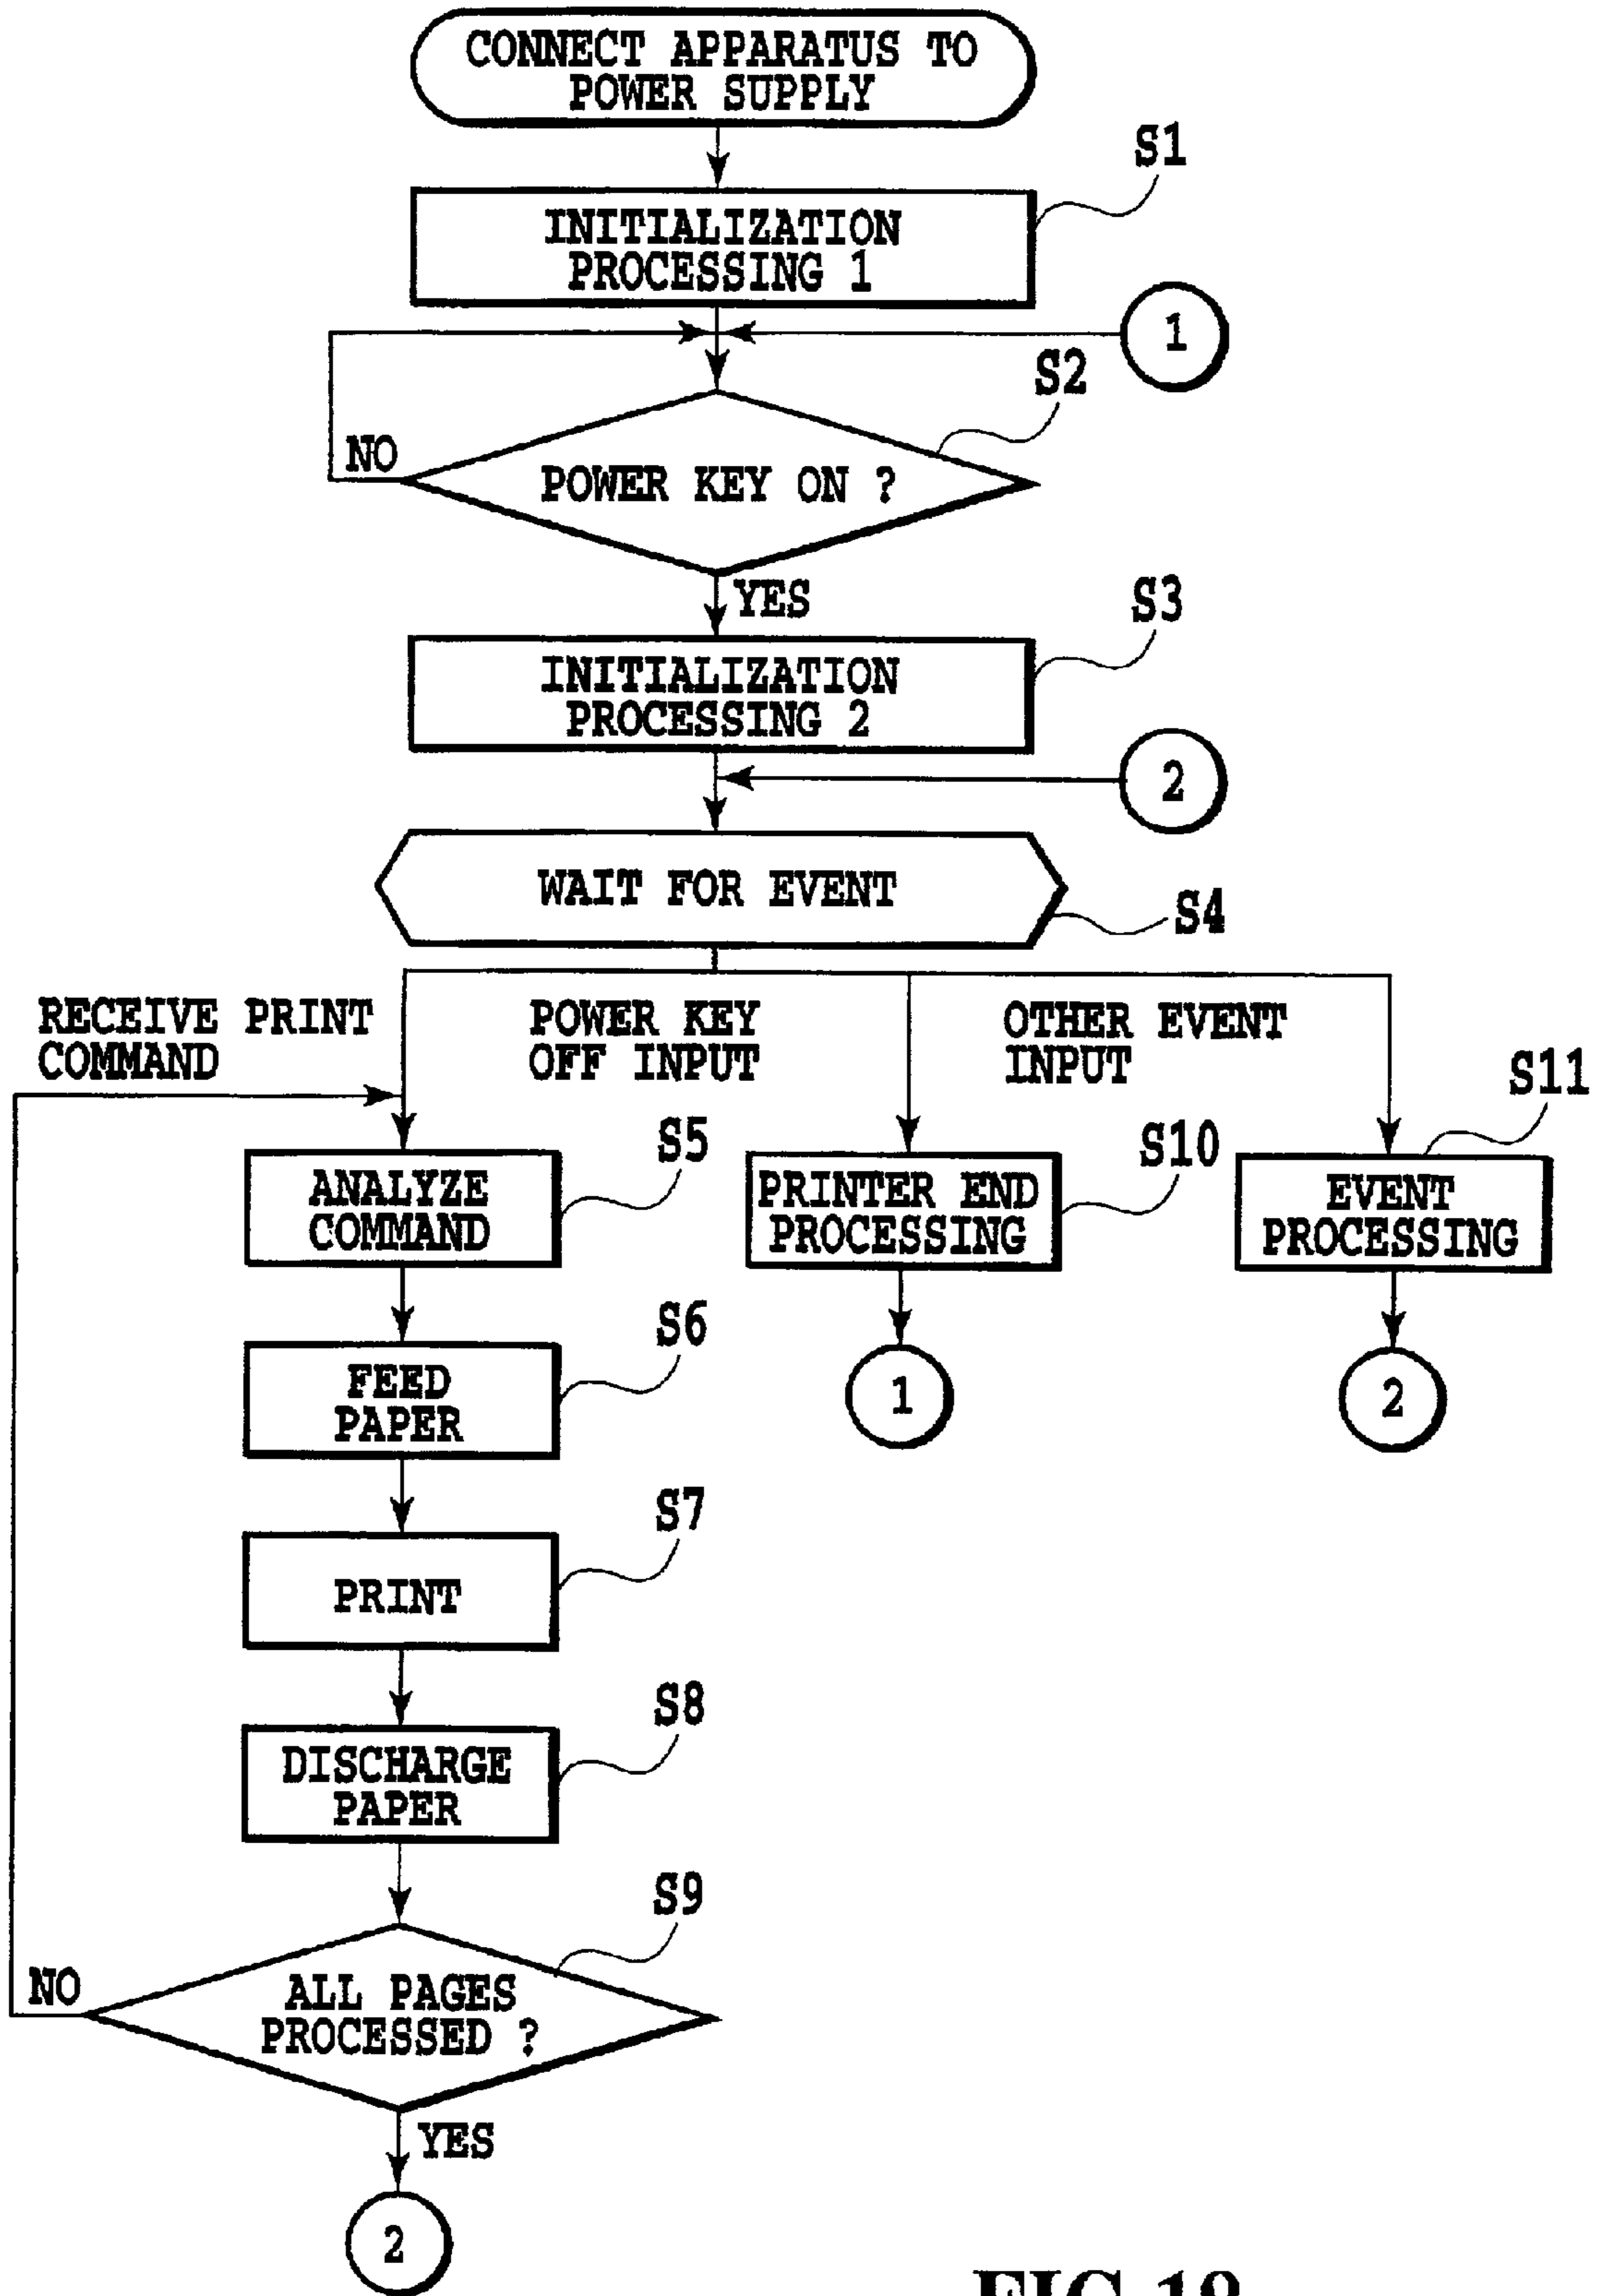 CONNECT APPARATUS TO
POWER SUPPLY
S1
INITIALIZATION
PROCESSING 1
1
S2
NO
POWER KEY ON ?
YES
S3
INITIALIZATION
PROCESSING 2
2
WAIT FOR EVENT
S4
RECEIVE PRINT
COMMAND
POWER KEY
OFF INPUT
OTHER EVENT
INPUT
S5
ANALYZE
COMMAND
S10
PRINTER END
PROCESSING
S11
EVENT
PROCESSING
S6
FEED
PAPER
1
2
S7
PRINT
S8
DISCHARGE
PAPER
S9
NO
ALL PAGES
PROCESSED ?
YES
2